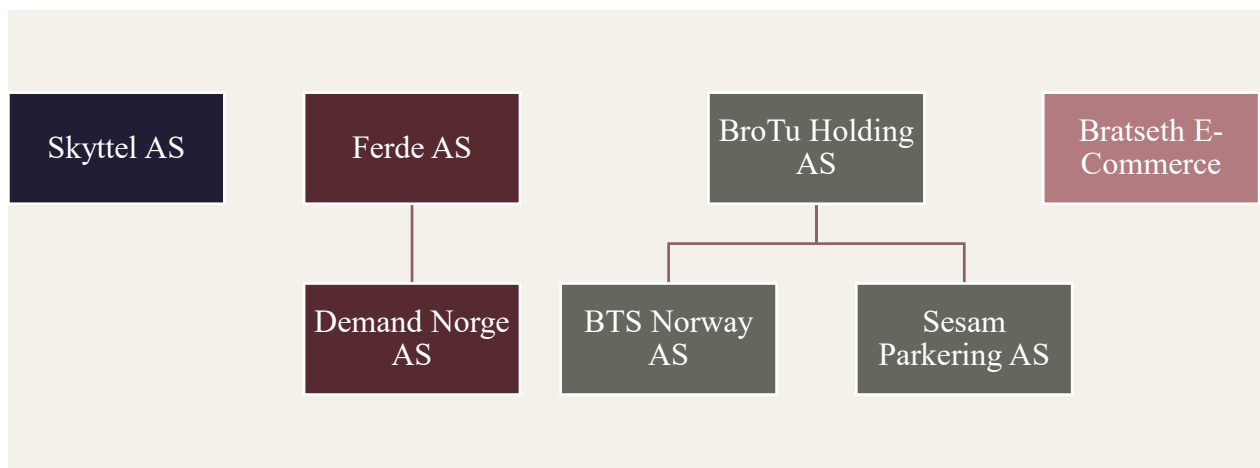 Skyttel AS
Ferde AS
BroTu Holding
AS
Bratseth E-
Commerce
Demand Norge
AS
BTS Norway
AS
Sesam
Parkering AS